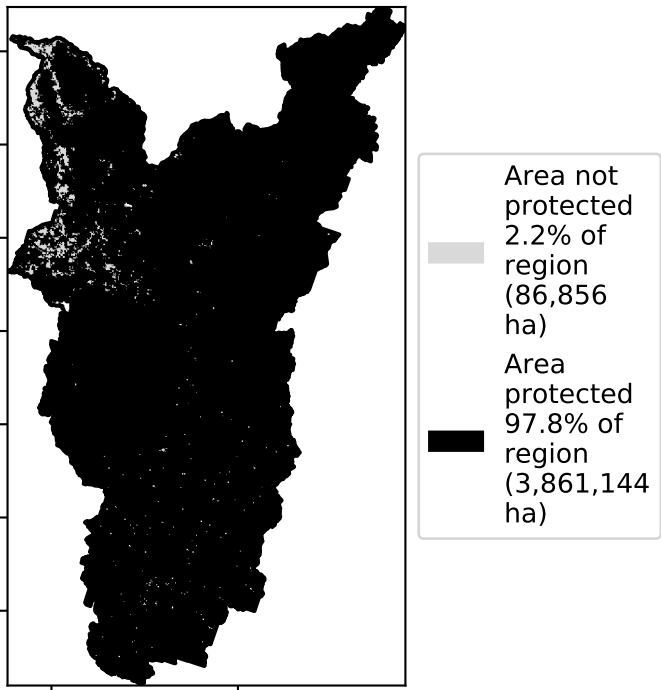 Area not
protected
2.2% of
region
(86,856
ha)
Area
protected
97.8% of
region
(3,861,144
ha)